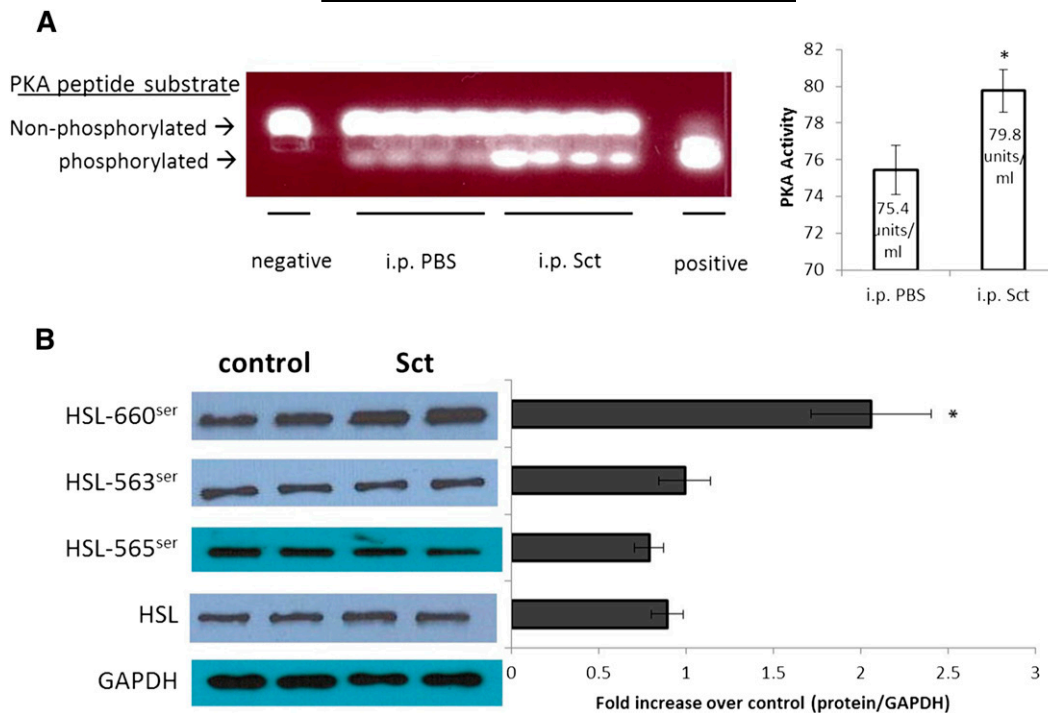 A
PKA peptide substrate
Non-phosphorylated →
phosphorylated →
negative
i.p. PBS
i.p. Sct
positive
PKA Activity
82
80
78
76
74
72
70
75.4
units/
ml
*
79.8
units/
ml
i.p. PBS
i.p. Sct
B
control
Sct
HSL-660ˢᵉʳ
HSL-563ˢᵉʳ
HSL-565ˢᵉʳ
HSL
GAPDH
*
0
0.5
1
1.5
2
2.5
3
Fold increase over control (protein/GAPDH)